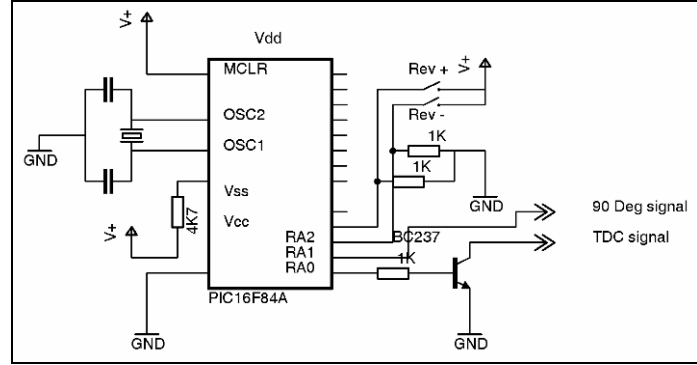 V+
Vdd
MCLR
Rev +
V+
OSC2
Rev -
OSC1
1K
GND
1K
Vss
GND
4K7
Vcc
90 Deg signal
V+
RA2
BC237
TDC signal
RA1
RA0
1K
PIC16F84A
GND
GND